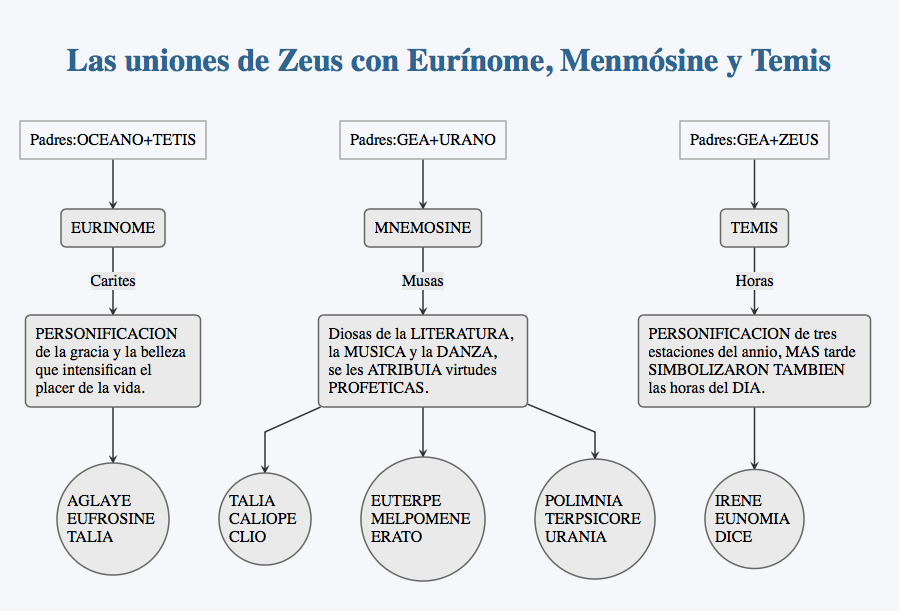 Las uniones de Zeus con Eurínome, Menmósine y Temis
Padres:OCEANO+TETIS
Padres:GEA+URANO
Padres:GEA+ZEUS
EURINOME
MNEMOSINE
TEMIS
Carites
Musas
Horas
PERSONIFICACION
de la gracia y la belleza
que intensifican el
placer de la vida.
Diosas de la LITERATURA,
la MUSICA y la DANZA,
se les ATRIBUIA virtudes
PROFETICAS.
PERSONIFICACION de tres
estaciones del annio, MAS tarde
SIMBOLIZARON TAMBIEN
las horas del DIA.
AGLAYE
EUFROSINE
TALIA
TALIA
CALIOPE
CLIO
EUTERPE
MELPOMENE
ERATO
POLIMNIA
TERPSICORE
URANIA
IRENE
EUNOMIA
DICE